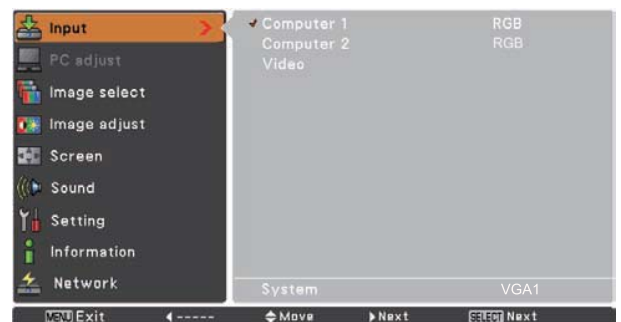 Input
PC adjust
Image select
Image adjust
Screen
Sound
Setting
Information
Network
Computer 1 RGB
Computer 2 RGB
Video
System VGA1
MENU Exit ----- Move Next SELECT Next